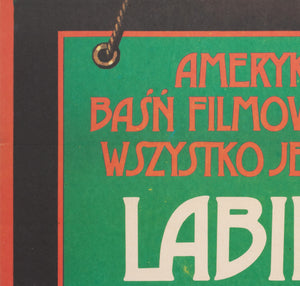 AMERYK
BAŚŃ FILMOW
WSZYSTKO JE
LABI